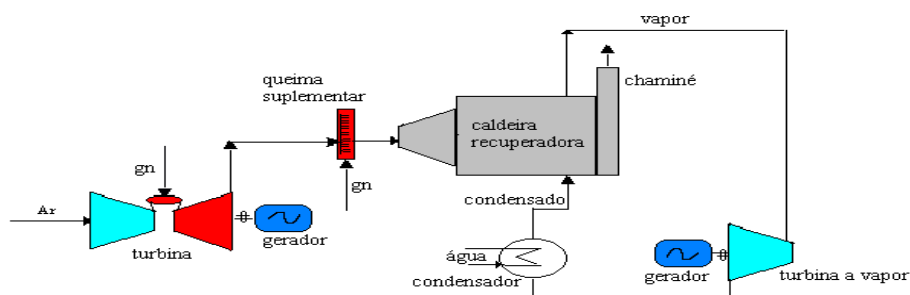 vapor
queima
suplementar
chaminé
caldeira
recuperadora
gn
gn
condensado
Ar
gerador
turbina
água
condensador
gerador
turbina a vapor